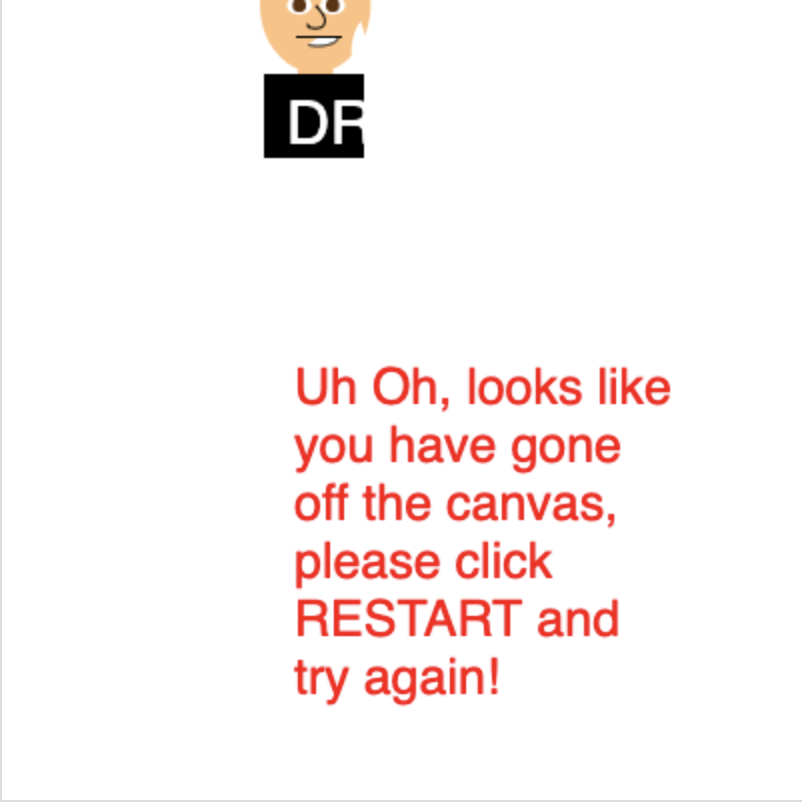 DR
Uh Oh, looks like
you have gone
off the canvas,
please click
RESTART and
try again!